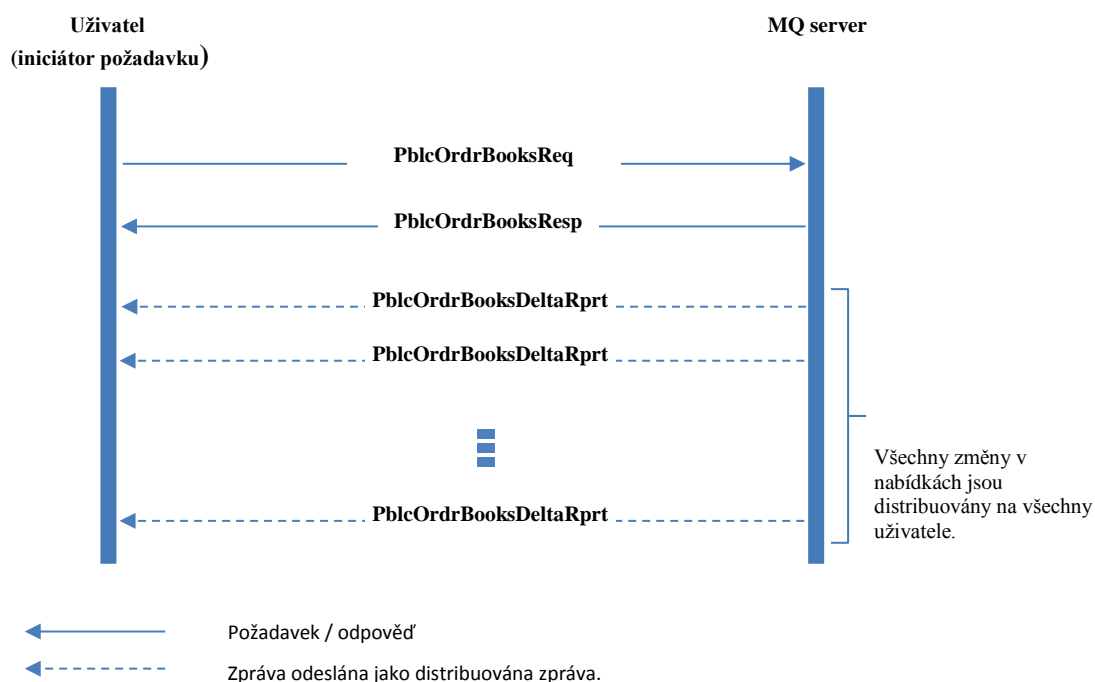 Uživatel
(iniciátor požadavku)
MQ server
PblcOrdrBooksReq
PblcOrdrBooksResp
PblcOrdrBooksDeltaRprt
PblcOrdrBooksDeltaRprt
Všechny změny v
nabídkách jsou
distribuovány na všechny
uživatele.
PblcOrdrBooksDeltaRprt
Požadavek / odpověď
Zpráva odeslána jako distribuována zpráva.